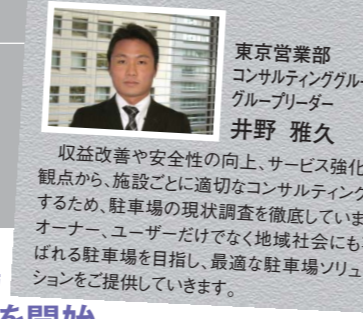 東京営業部
コンサルティンググルー
グループリーダー
井野 雅久
収益改善や安全性の向上、サービス強化
観点から、施設ごとに適切なコンサルティング
するため、駐車場の現状調査を徹底していま
オーナー、ユーザーだけでなく地域社会にも
ばれる駐車場を目指し、最適な駐車場ソリュー
ションをご提供していきます。
を開始